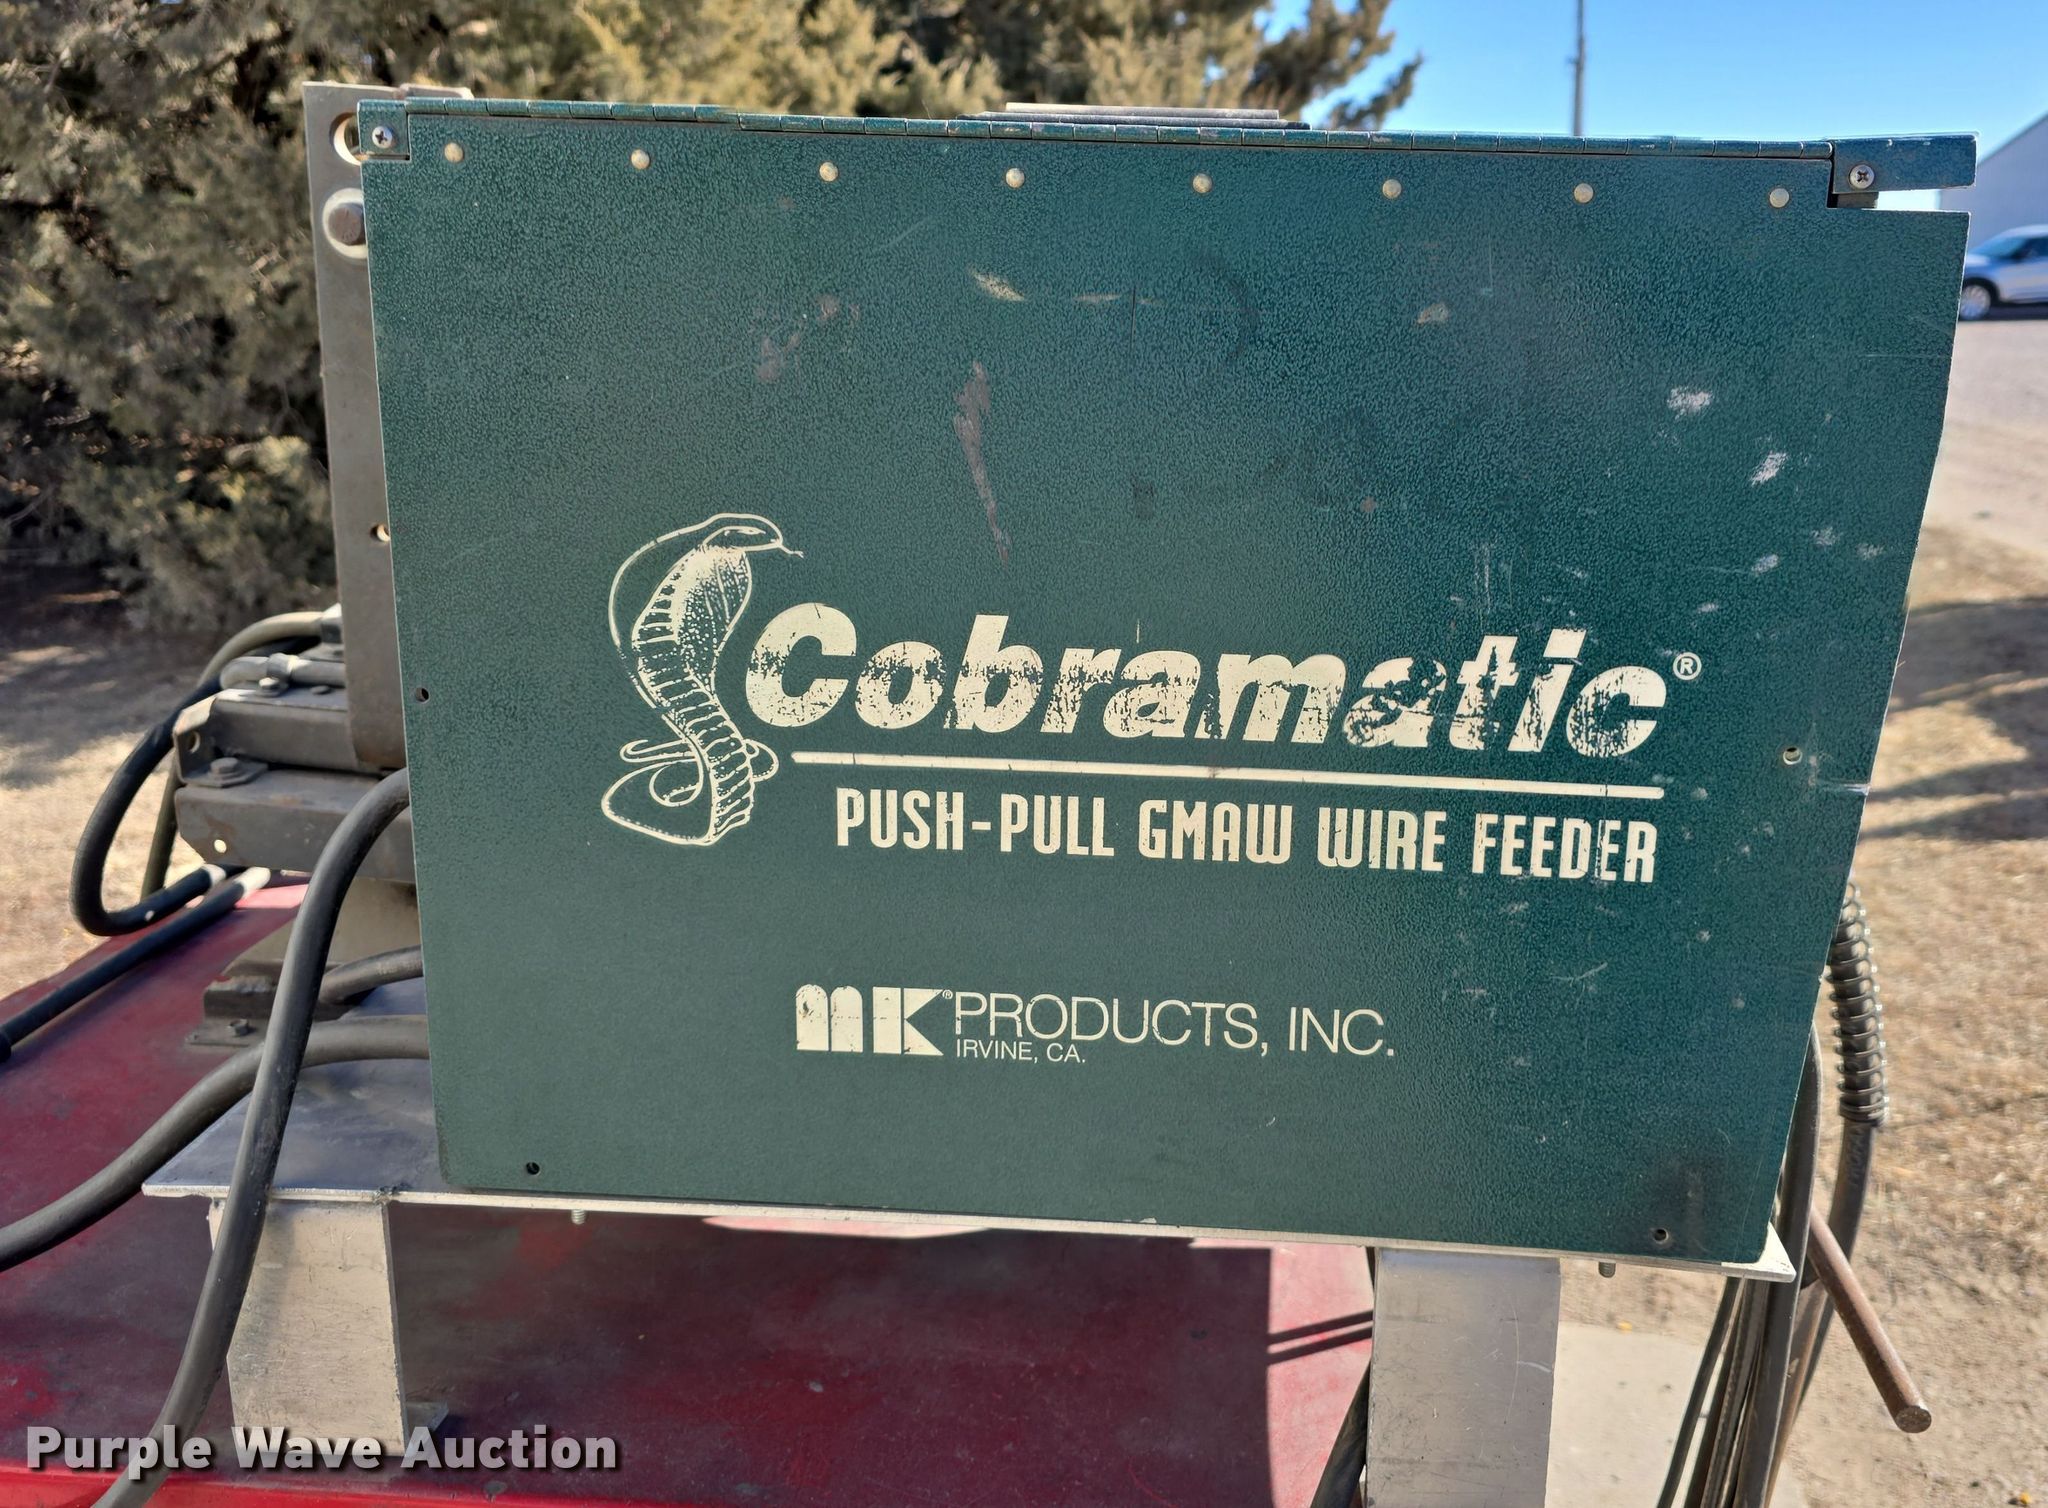 Cobramatic®
PUSH-PULL GMAW WIRE FEEDER
MK® PRODUCTS, INC.
IRVINE, CA.
Purple Wave Auction